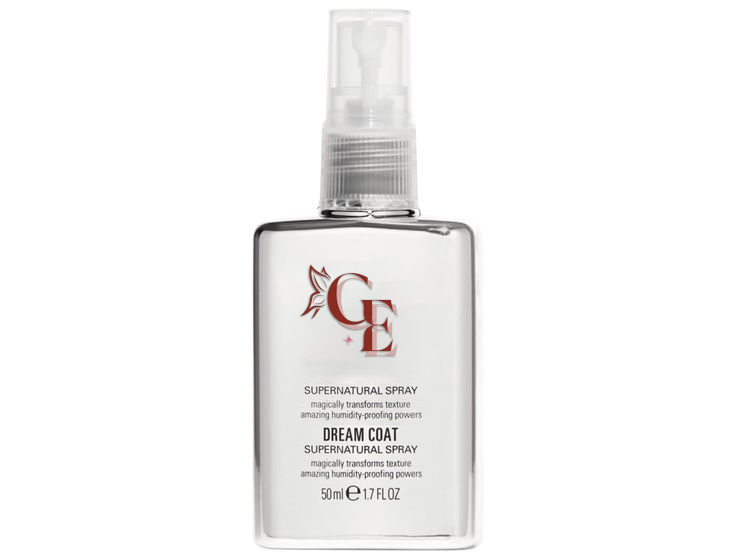 GE
SUPERNATURAL SPRAY
magically transforms texture
amazing humidity-proofing powers
DREAM COAT
SUPERNATURAL SPRAY
magically transforms texture
amazing humidity-proofing powers
50 ml ℮ 1.7 FL OZ